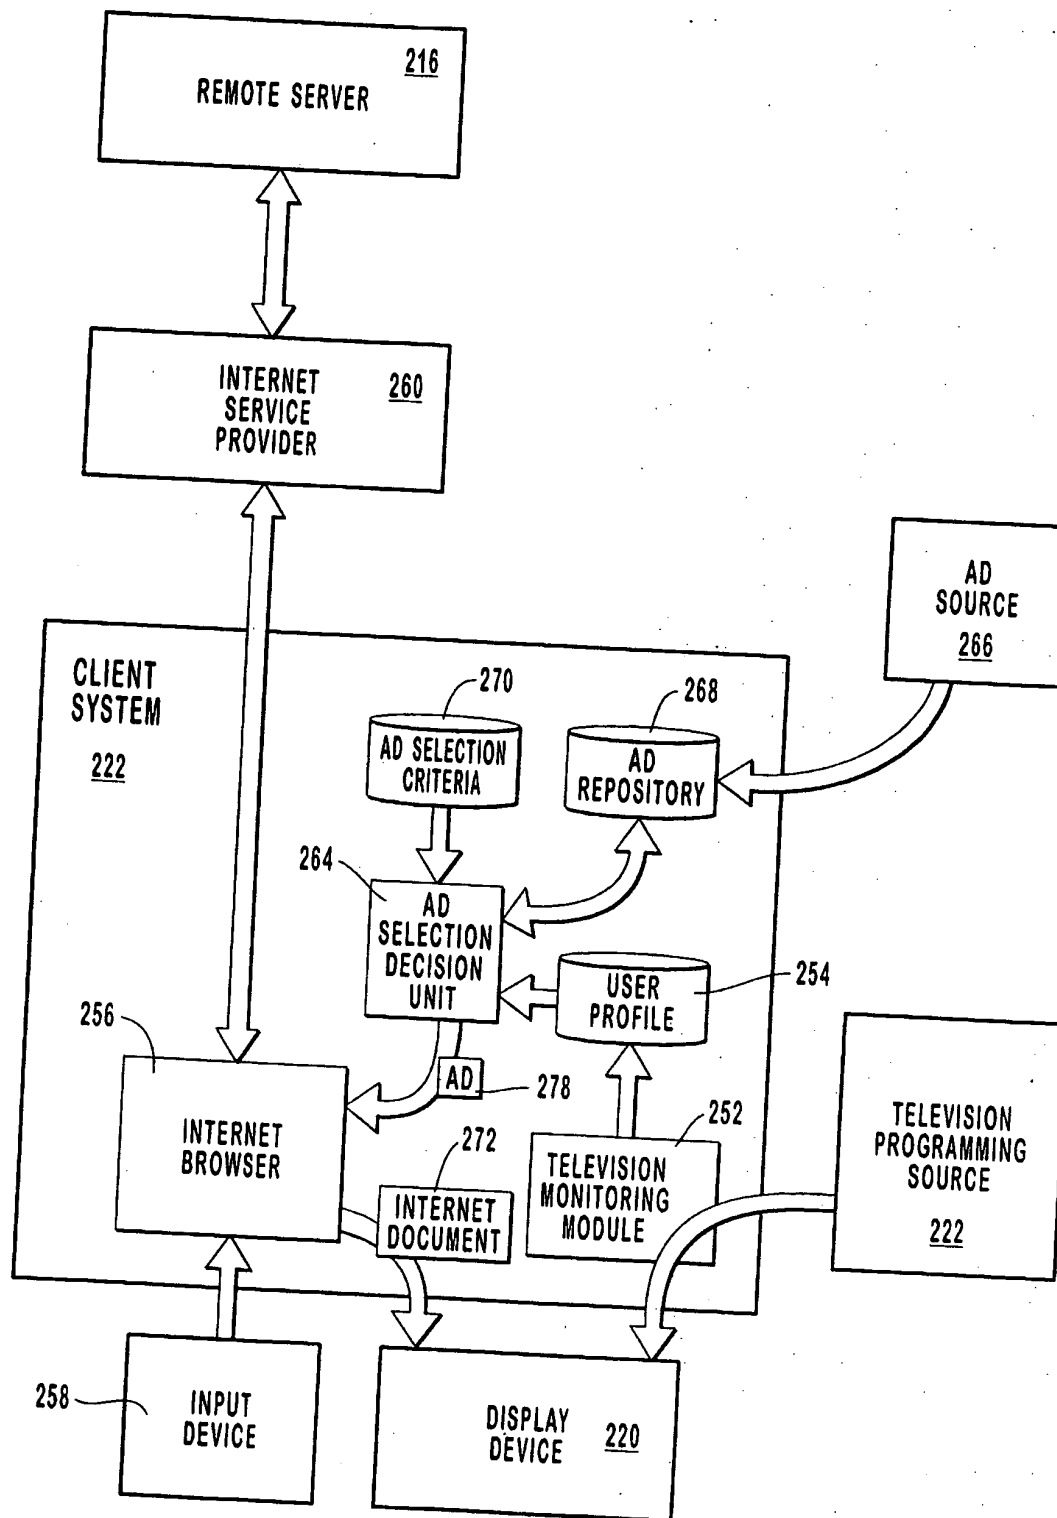 216
REMOTE SERVER
INTERNET
SERVICE
PROVIDER
260
AD
SOURCE
266
CLIENT
SYSTEM
222
270
AD SELECTION
CRITERIA
268
AD
REPOSITORY
264
AD
SELECTION
DECISION
UNIT
USER
PROFILE
254
256
INTERNET
BROWSER
AD
278
252
TELEVISION
MONITORING
MODULE
272
INTERNET
DOCUMENT
TELEVISION
PROGRAMMING
SOURCE
222
258
INPUT
DEVICE
DISPLAY
DEVICE
220